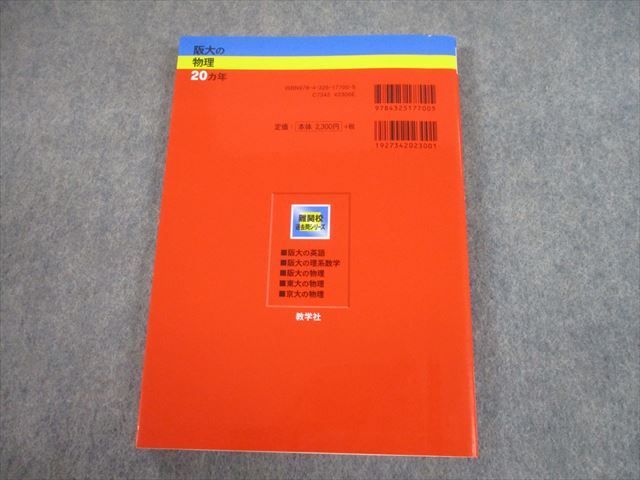 阪大の
物理
20カ年
ISBN978-4-325-17700-5
C7342 ¥2300E
定価：本体 2,300円+税
9784325177005
1927342023001
難関校
過去問シリーズ
■阪大の英語
■阪大の理系数学
■阪大の物理
■東大の物理
■京大の物理
教学社